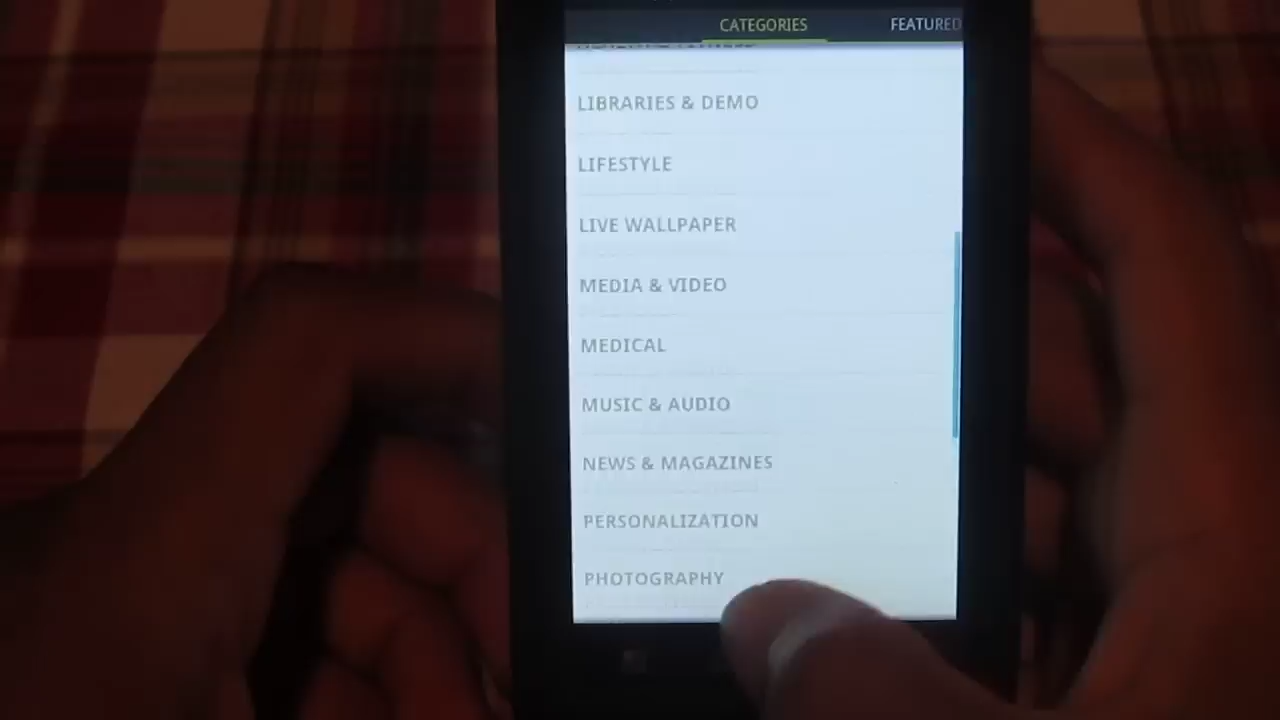 CATEGORIES
FEATURED
LIBRARIES & DEMO
LIFESTYLE
LIVE WALLPAPER
MEDIA & VIDEO
MEDICAL
MUSIC & AUDIO
NEWS & MAGAZINES
PERSONALIZATION
PHOTOGRAPHY